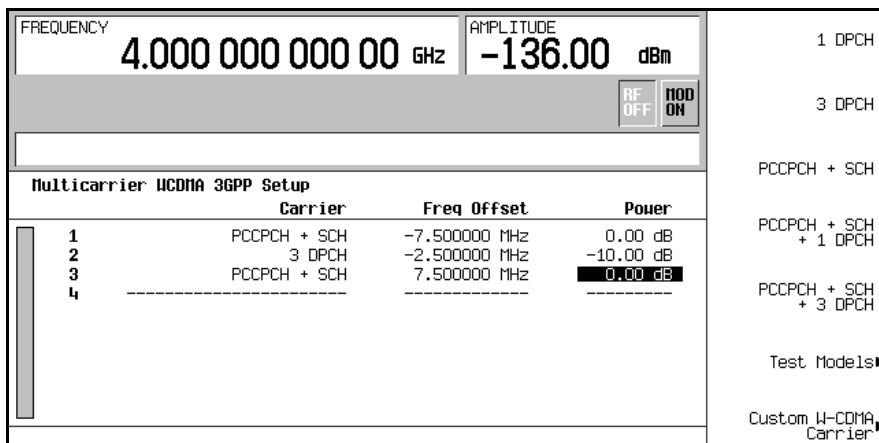 FREQUENCY
4.000 000 000 00 GHz
AMPLITUDE
-136.00 dBm
RF OFF
MOD ON
Multicarrier WCDMA 3GPP Setup
Carrier Freq Offset Power
1 PCCPCH + SCH -7.500000 MHz 0.00 dB
2 3 DPCH -2.500000 MHz -10.00 dB
3 PCCPCH + SCH 7.500000 MHz 0.00 dB
4 ----------------------- ------------- ---------
1 DPCH
3 DPCH
PCCPCH + SCH
PCCPCH + SCH
+ 1 DPCH
PCCPCH + SCH
+ 3 DPCH
Test Models
Custom W-CDMA
Carrier